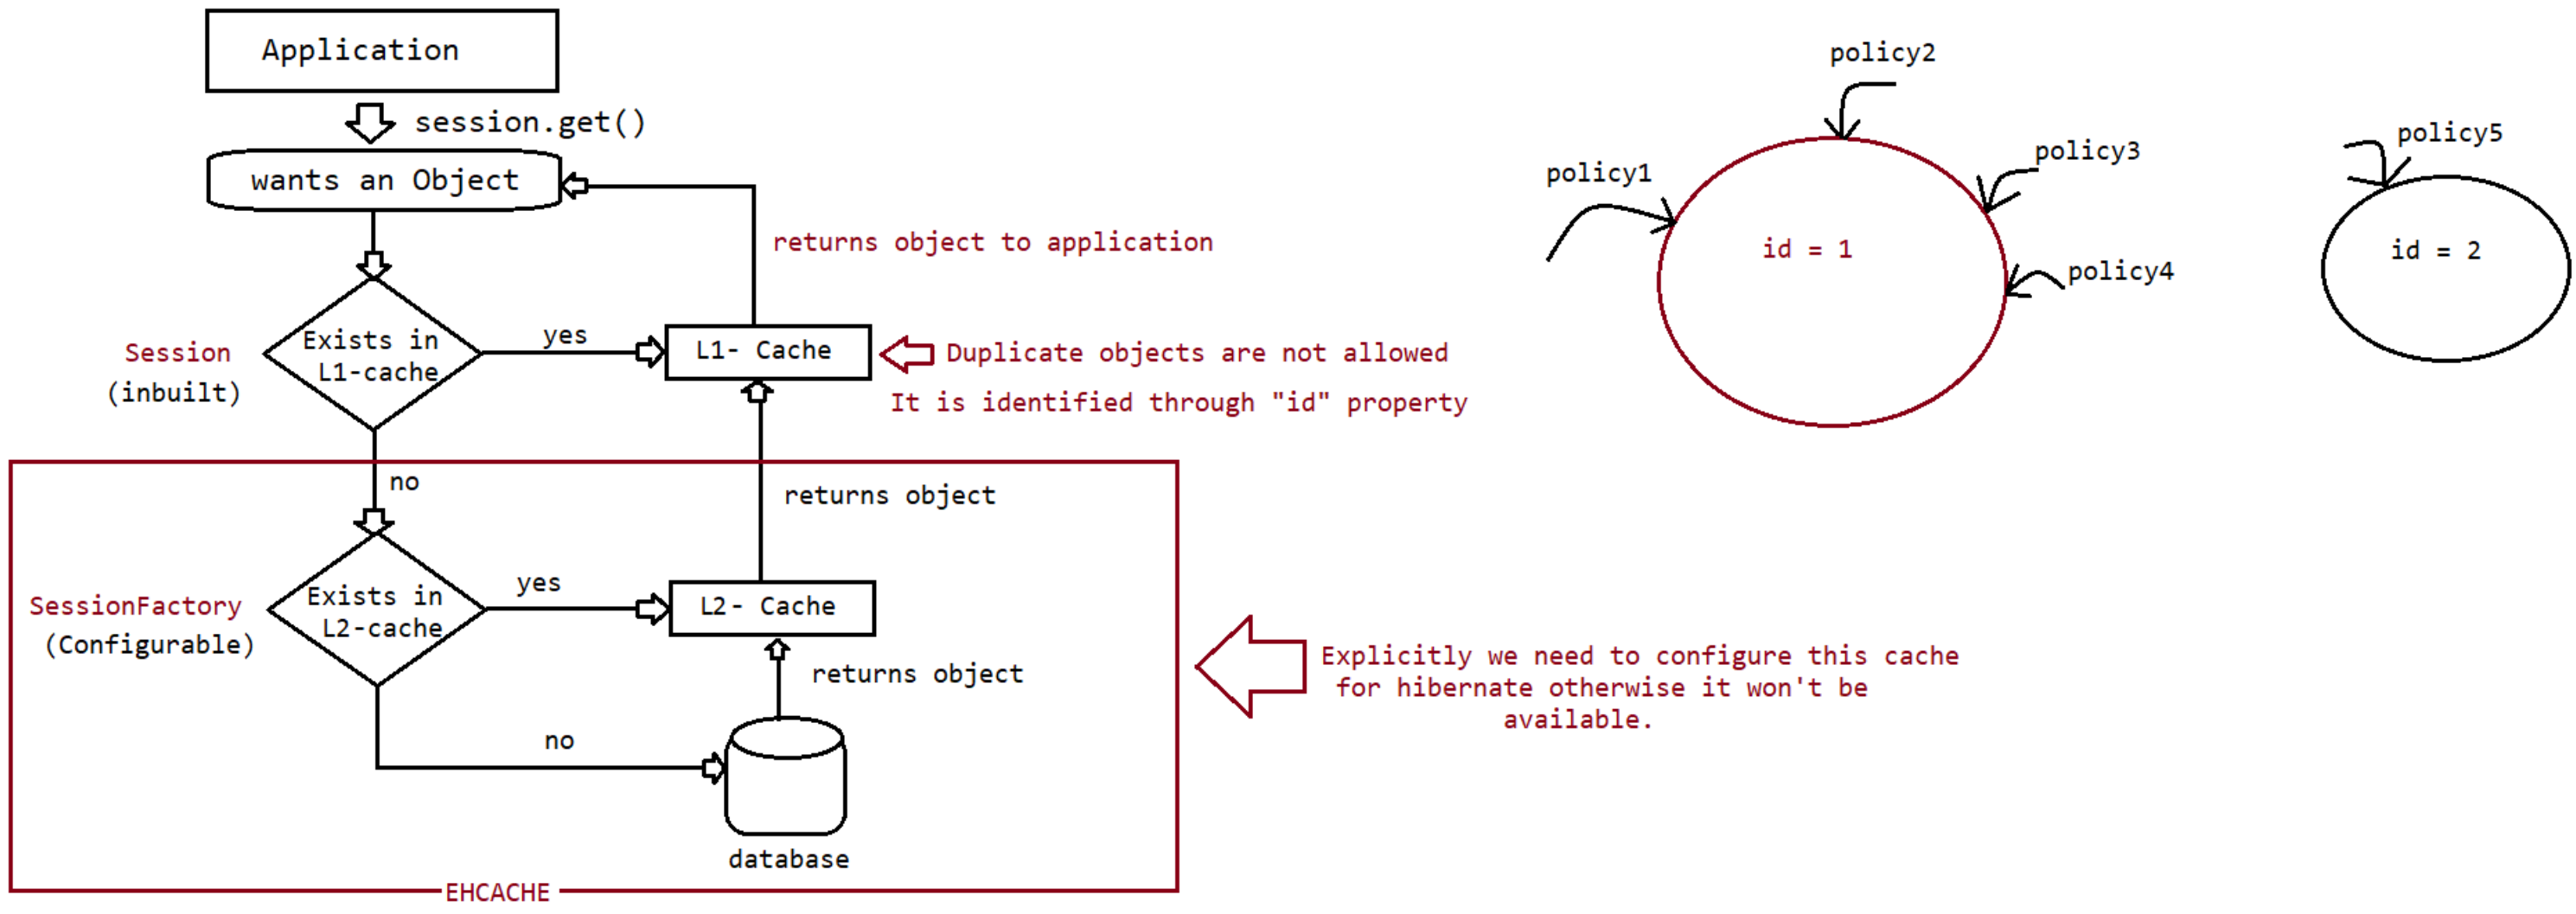 Application
session.get()
wants an Object
returns object to application
Exists in
L1-cache
yes
L1- Cache
Session
(inbuilt)
Duplicate objects are not allowed
It is identified through "id" property
no
returns object
Exists in
L2-cache
yes
L2- Cache
SessionFactory
(Configurable)
returns object
no
database
EHCACHE
Explicitly we need to configure this cache
for hibernate otherwise it won't be
available.
policy1
policy2
policy3
policy4
id = 1
policy5
id = 2